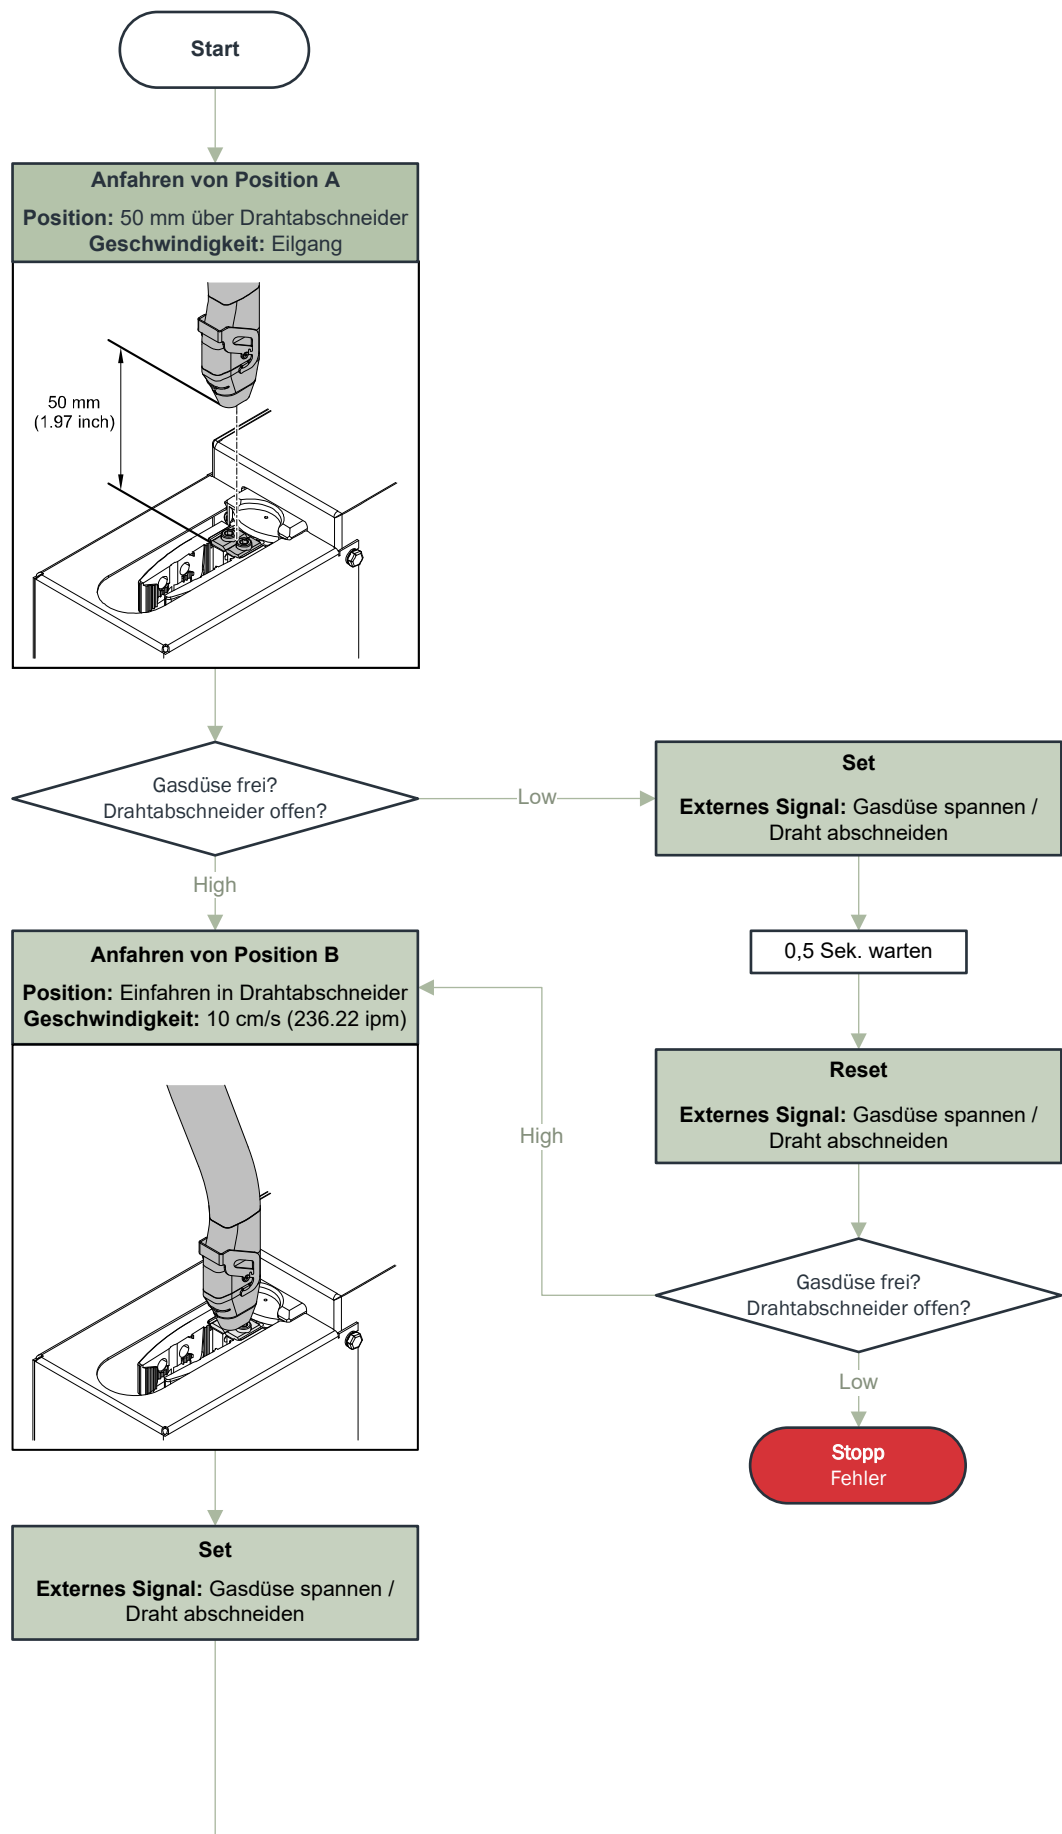 Start
Anfahren von Position A
Position: 50 mm über Drahtabschneider
Geschwindigkeit: Eilgang
50 mm
(1.97 inch)
Gasdüse frei?
Drahtabschneider offen?
Low
High
Set
Externes Signal: Gasdüse spannen /
Draht abschneiden
0,5 Sek. warten
Reset
Externes Signal: Gasdüse spannen /
Draht abschneiden
Gasdüse frei?
Drahtabschneider offen?
High
Low
Stopp
Fehler
Anfahren von Position B
Position: Einfahren in Drahtabschneider
Geschwindigkeit: 10 cm/s (236.22 ipm)
Set
Externes Signal: Gasdüse spannen /
Draht abschneiden